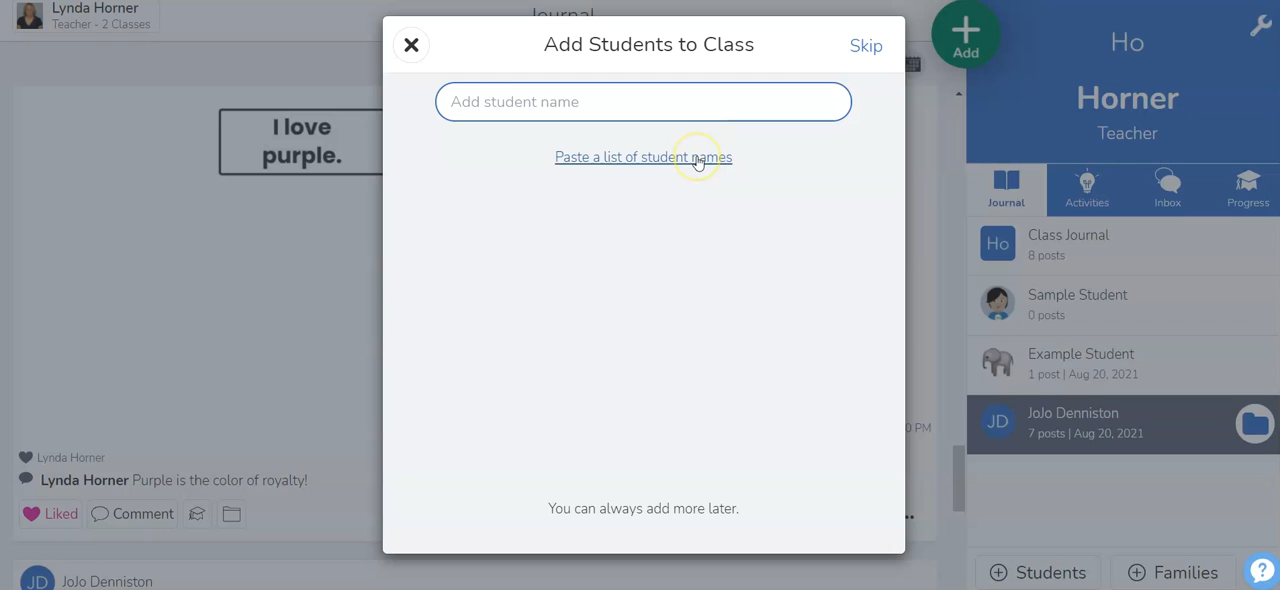 Lynda Horner
Teacher - 2 Classes
Journal
Add Students to Class
Skip
Add
Ho
Horner
Teacher
Add student name
I love
purple.
Paste a list of student names
Journal
Activities
Inbox
Progress
Ho
Class Journal
8 posts
Sample Student
0 posts
Example Student
1 post | Aug 20, 2021
JD
JoJo Denniston
7 posts | Aug 20, 2021
0 PM
Lynda Horner
Lynda Horner Purple is the color of royalty!
Liked
Comment
You can always add more later.
JD
JoJo Denniston
Students
Families
?